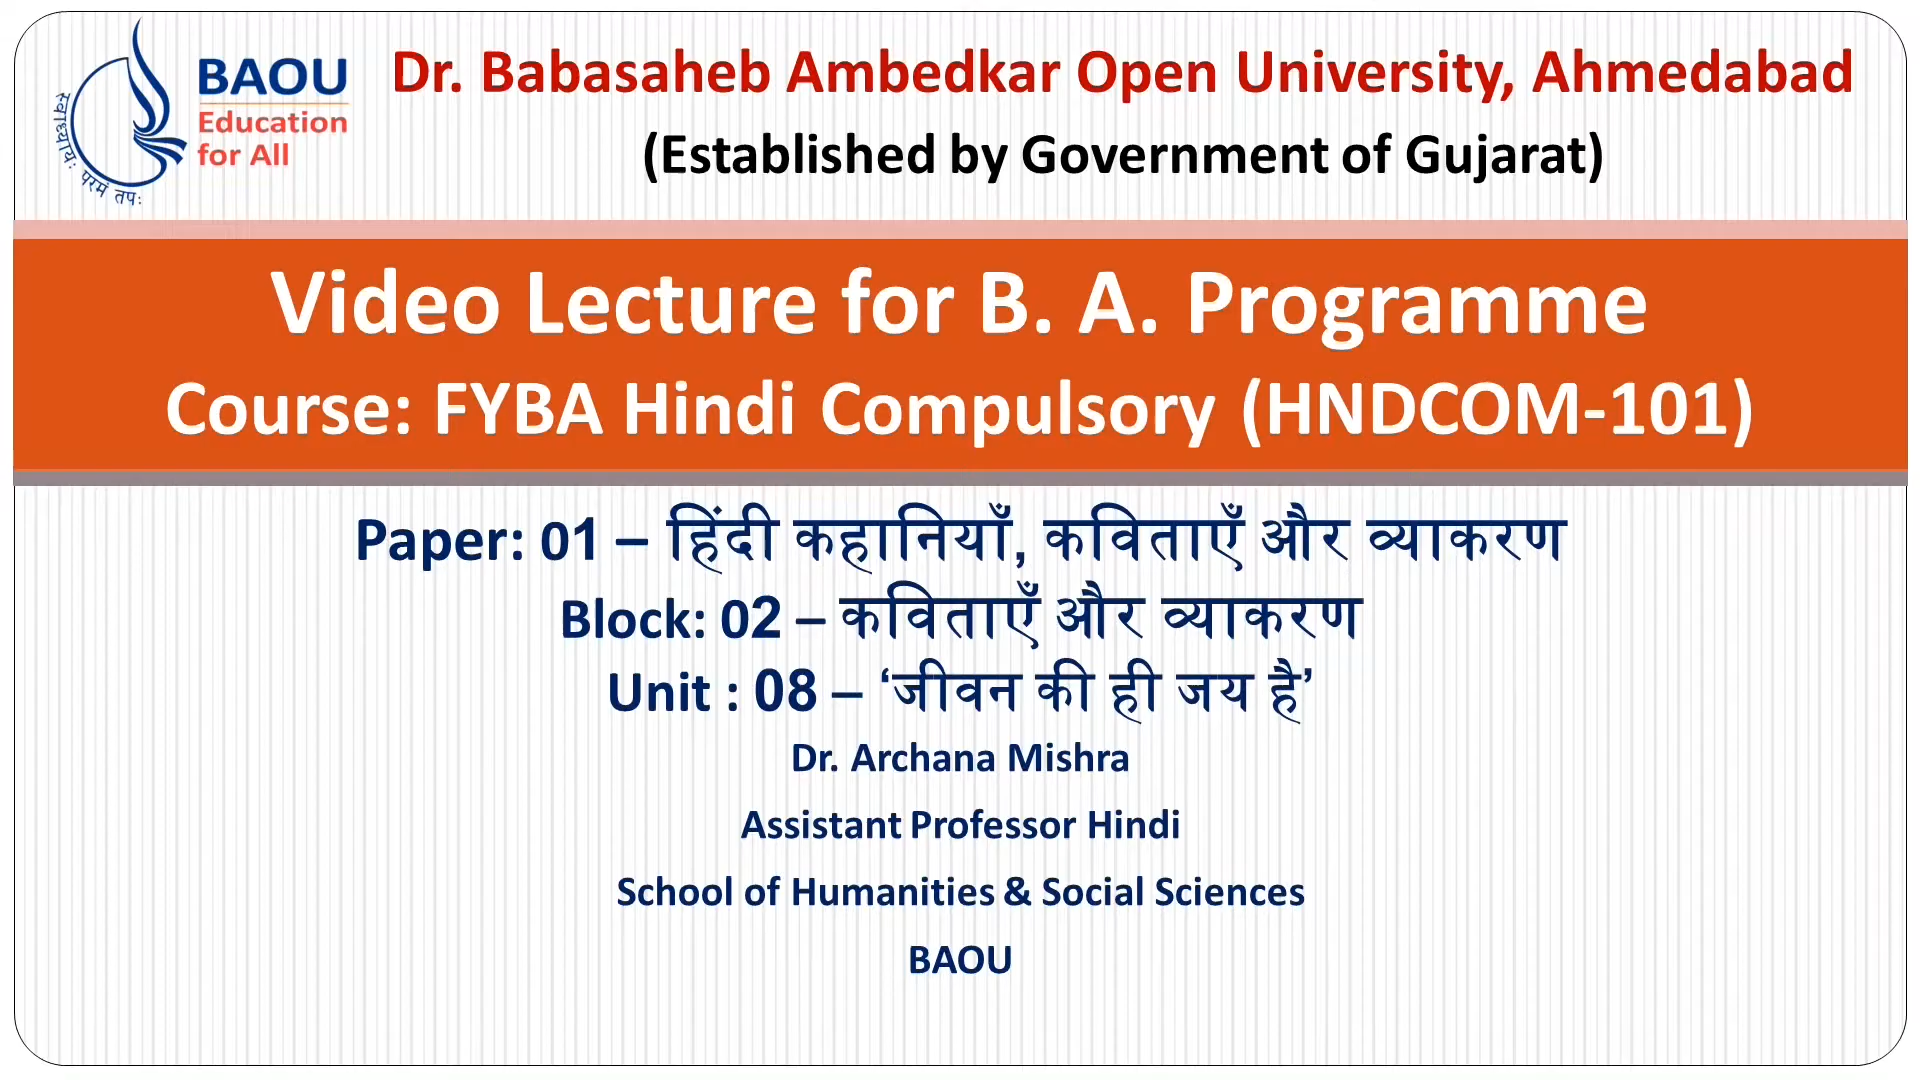 BAOU
Education
for All
स्वाध्यायः परमं तपः
Dr. Babasaheb Ambedkar Open University, Ahmedabad
(Established by Government of Gujarat)
Video Lecture for B. A. Programme
Course: FYBA Hindi Compulsory (HNDCOM-101)
Paper: 01 – हिंदी कहानियाँ, कविताएँ और व्याकरण
Block: 02 – कविताएँ और व्याकरण
Unit : 08 – ‘जीवन की ही जय है’
Dr. Archana Mishra
Assistant Professor Hindi
School of Humanities & Social Sciences
BAOU